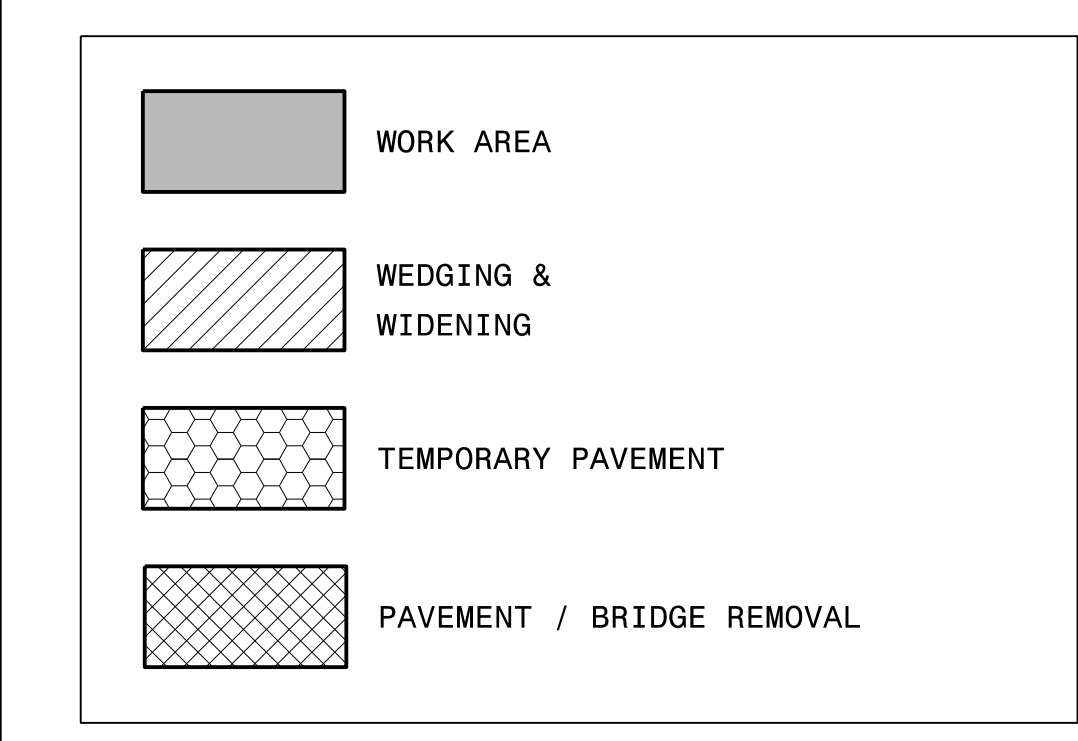 WORK AREA
WEDGING &
WIDENING
TEMPORARY PAVEMENT
PAVEMENT / BRIDGE REMOVAL